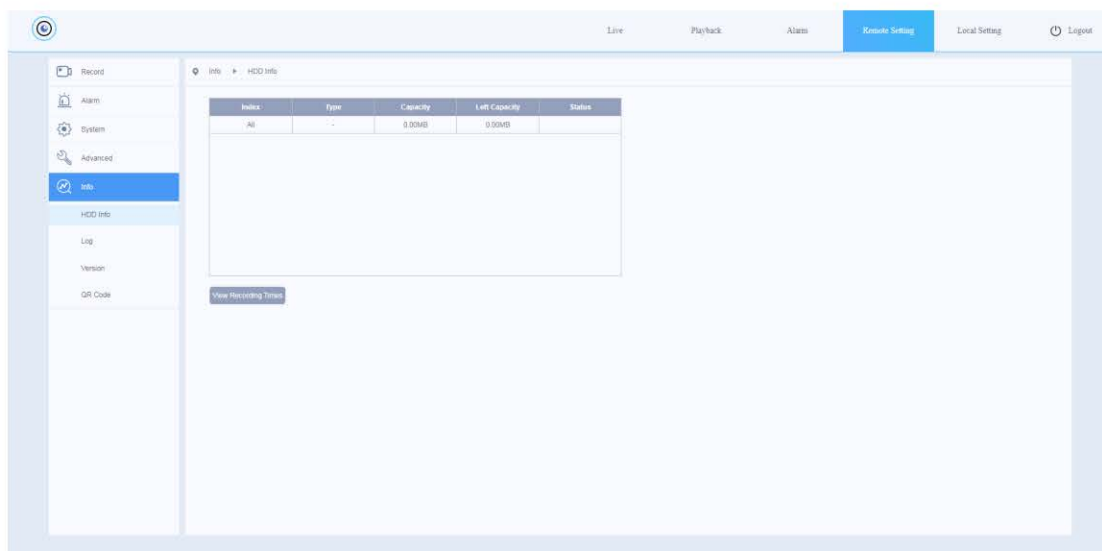 Live Playback Alarm Remote Setting Local Setting Logout
Record
Alarm
System
Advanced
Info
HDD Info
Log
Version
QR Code
Info HDD Info
Index Type Capacity Left Capacity Status
All - 0.00MB 0.00MB
View Recording Times